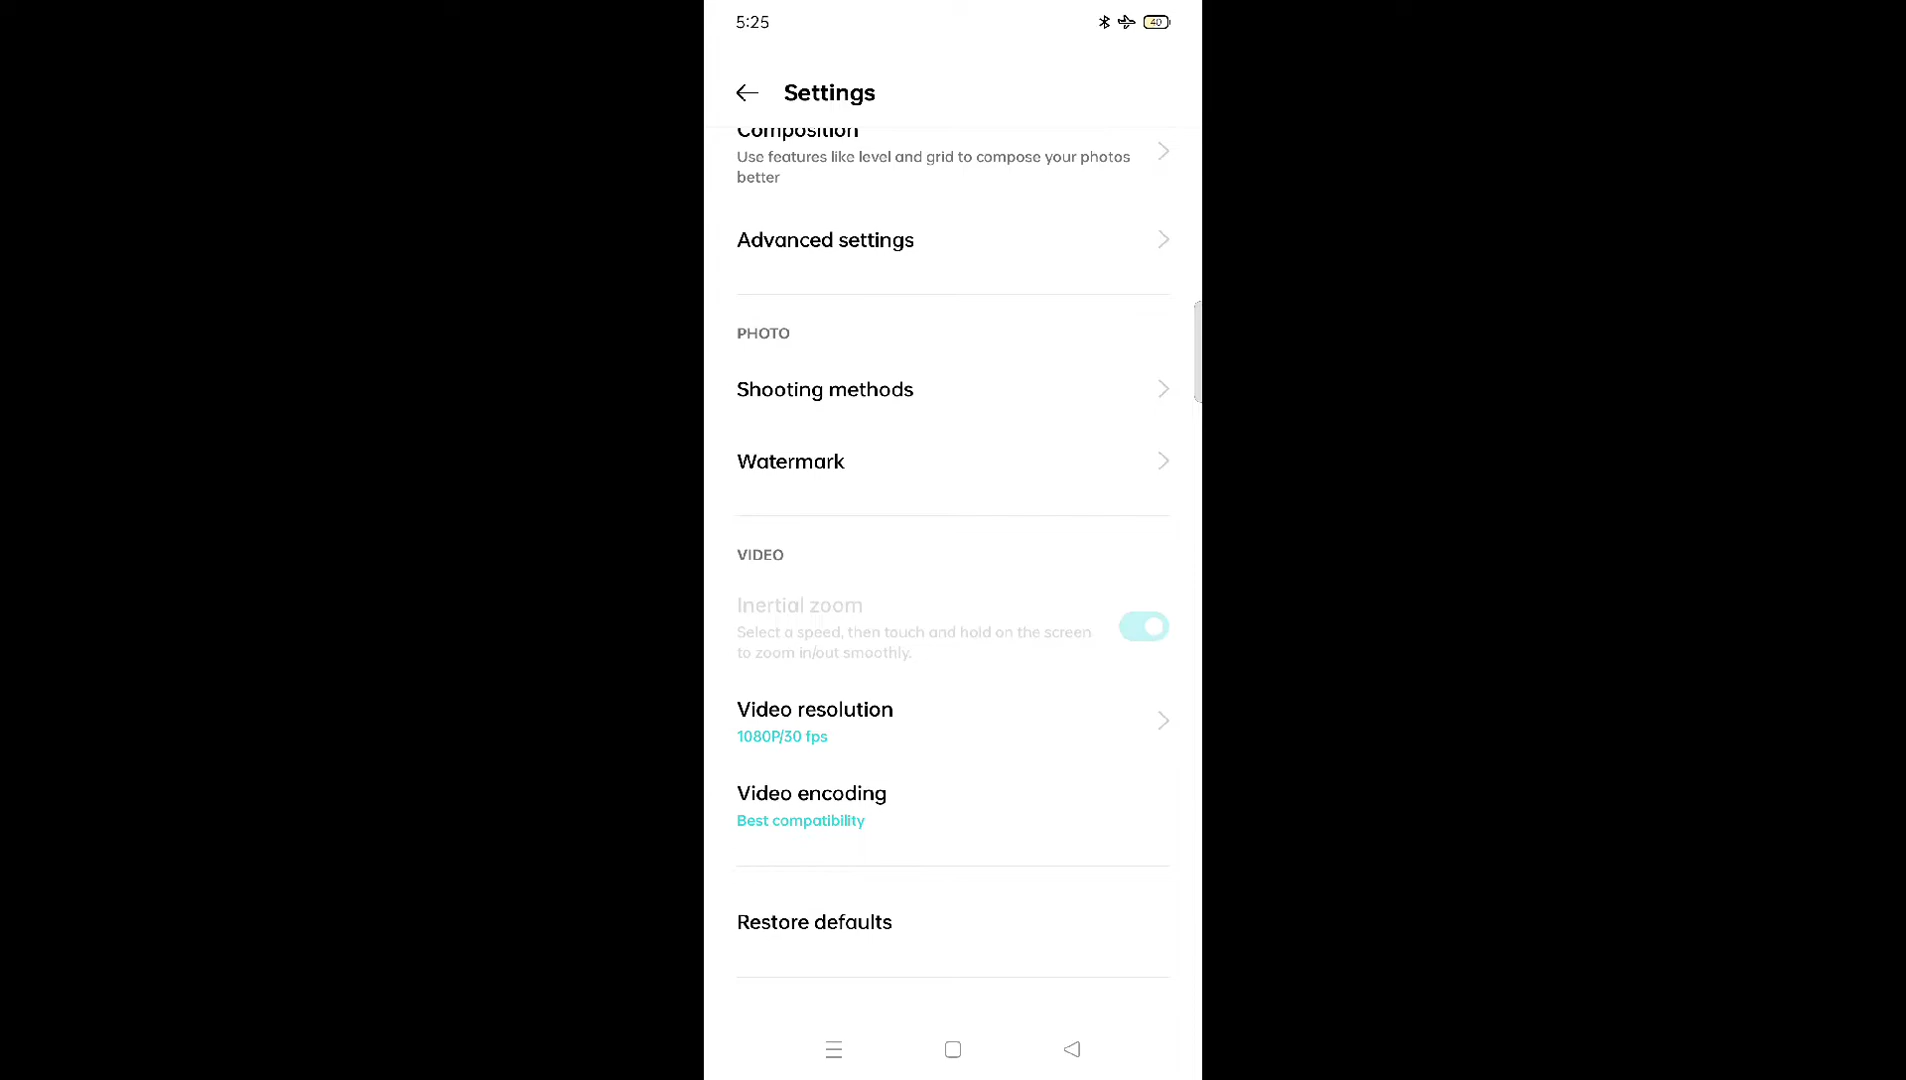 5:25
40
Settings
Composition
Use features like level and grid to compose your photos
better
Advanced settings
PHOTO
Shooting methods
Watermark
VIDEO
Inertial zoom
Select a speed, then touch and hold on the screen
to zoom in/out smoothly.
Video resolution
1080P/30 fps
Video encoding
Best compatibility
Restore defaults